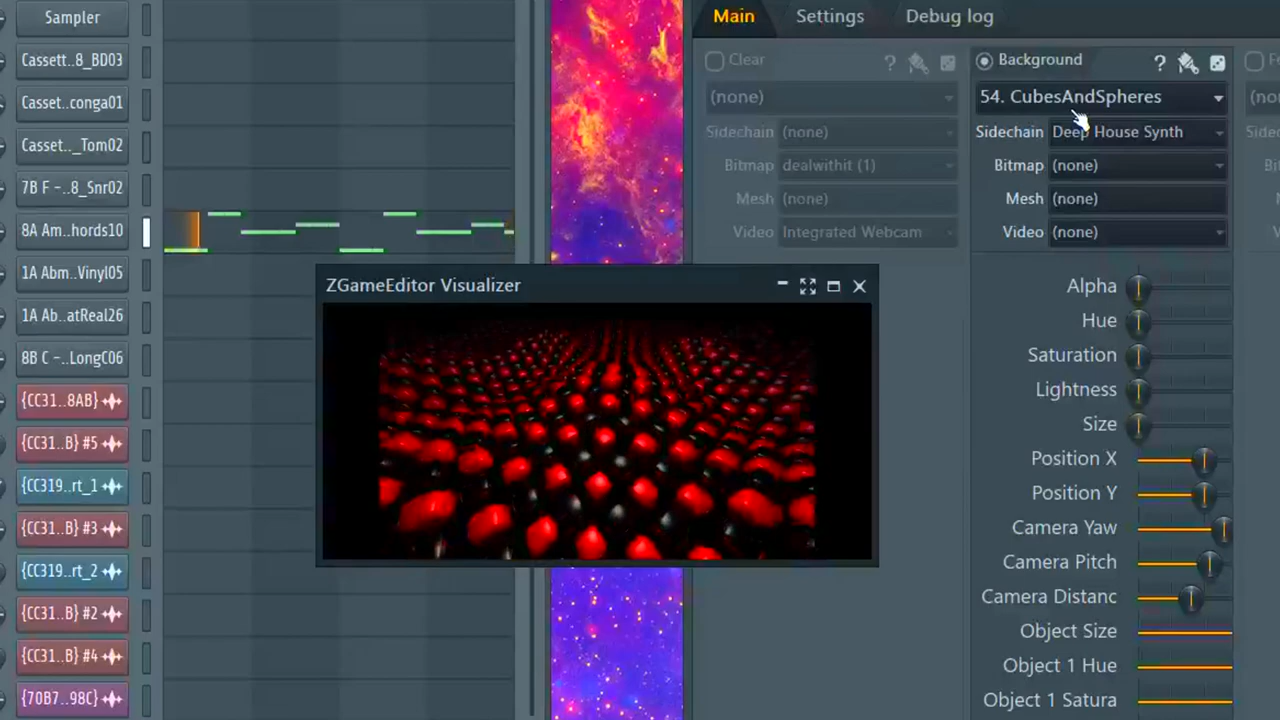 Sampler
Cassett..8_BD03
Casset..conga01
Casset.._Tom02
7B F -..8_Snr02
8A Am..hords10
1A Abm..Vinyl05
1A Ab..atReal26
8B C -..LongC06
{CC31..8AB}
{CC31..B} #5
{CC319..rt_1
{CC31..B} #3
{CC319..rt_2
{CC31..B} #2
{CC31..B} #4
{70B7..98C}
ZGameEditor Visualizer
Main Settings Debug log
Clear ?
(none)
Sidechain (none)
Bitmap dealwithit (1)
Mesh (none)
Video Integrated Webcam
Background ?
54. CubesAndSpheres
Sidechain Deep House Synth
Bitmap (none)
Mesh (none)
Video (none)
Alpha
Hue
Saturation
Lightness
Size
Position X
Position Y
Camera Yaw
Camera Pitch
Camera Distanc
Object Size
Object 1 Hue
Object 1 Satura